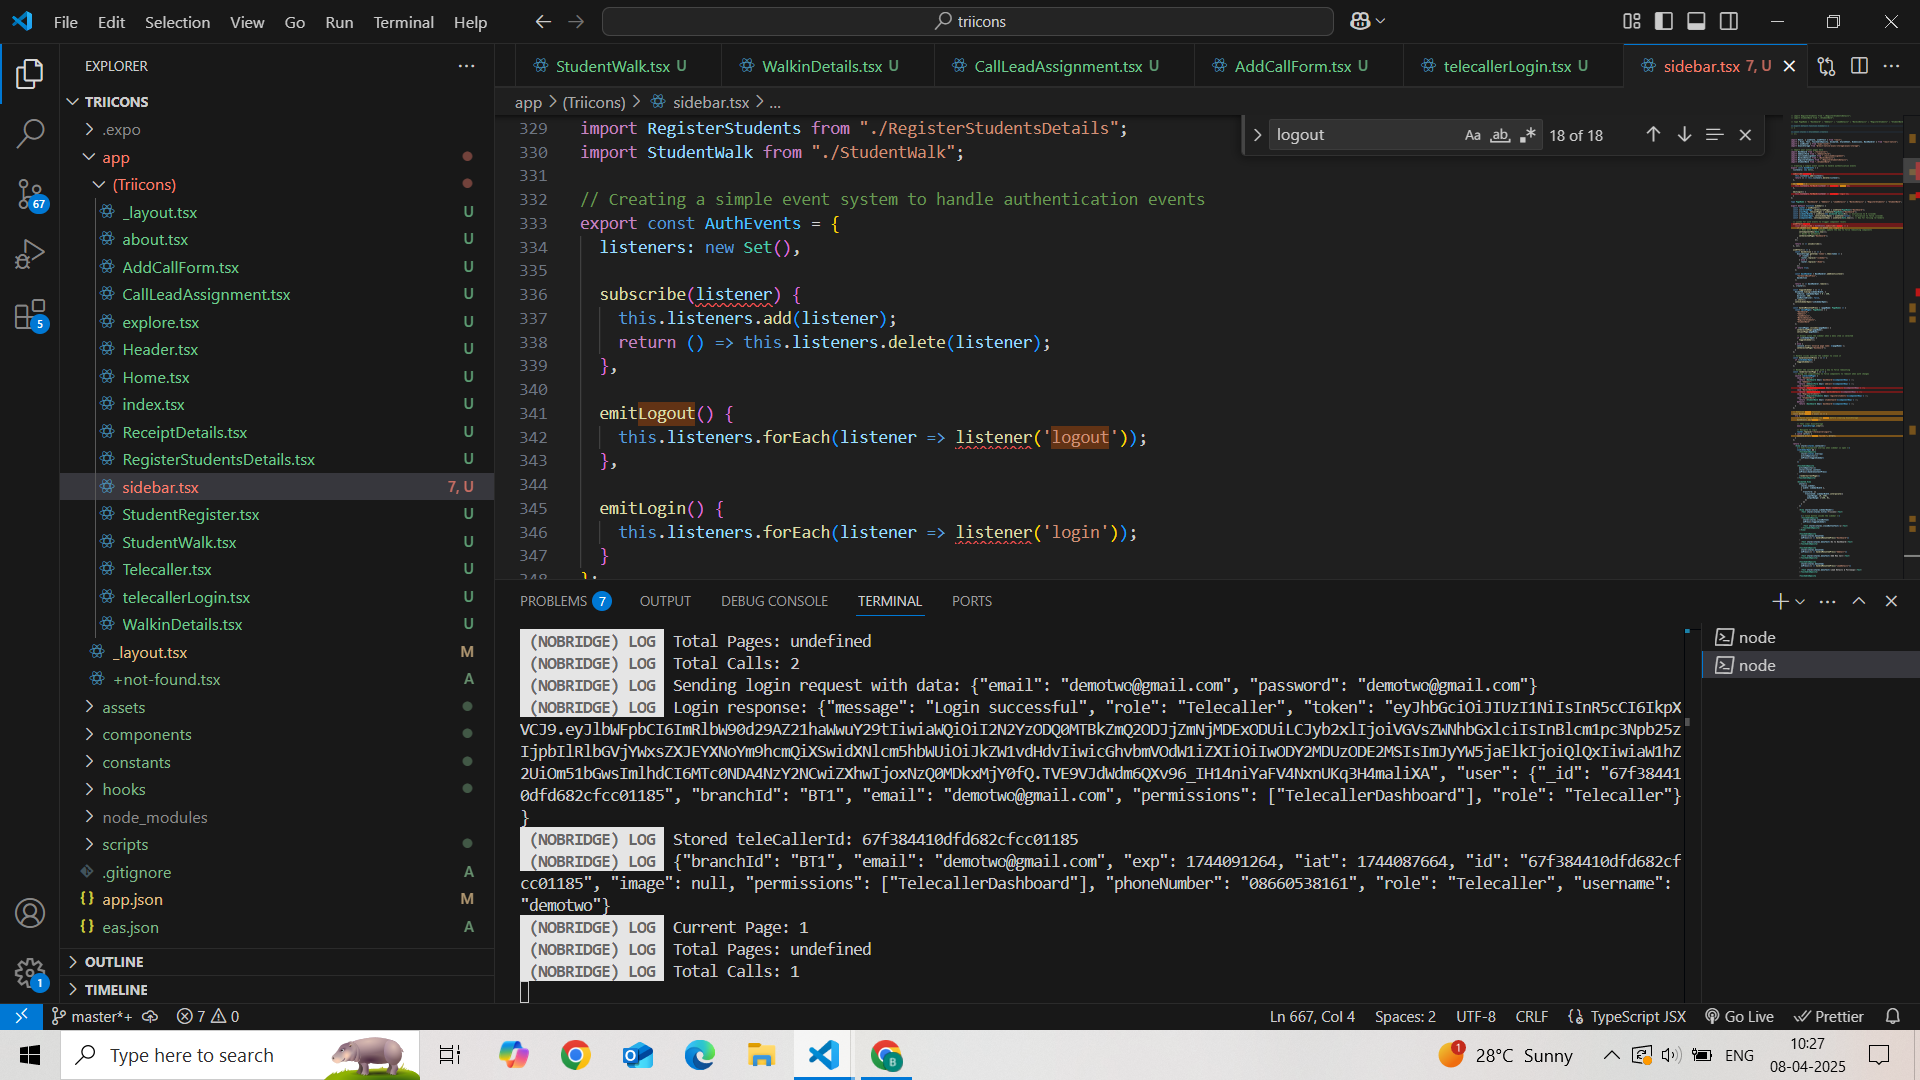 File Edit Selection View Go Run Terminal Help
triicons
EXPLORER
StudentWalk.tsx U
WalkinDetails.tsx U
CallLeadAssignment.tsx U
AddCallForm.tsx U
telecallerLogin.tsx U
sidebar.tsx 7, U
app > (Triicons) > sidebar.tsx > ...
TRIICONS
.expo
app
(Triicons)
_layout.tsx U
about.tsx U
AddCallForm.tsx U
CallLeadAssignment.tsx U
explore.tsx U
Header.tsx U
Home.tsx U
index.tsx U
ReceiptDetails.tsx U
RegisterStudentsDetails.tsx U
sidebar.tsx 7, U
StudentRegister.tsx U
StudentWalk.tsx U
Telecaller.tsx U
telecallerLogin.tsx U
WalkinDetails.tsx U
_layout.tsx M
+not-found.tsx A
assets
components
constants
hooks
node_modules
scripts
.gitignore A
app.json M
eas.json A
OUTLINE
TIMELINE
67
5
1
logout
Aa ab 18 of 18
329 import RegisterStudents from "./RegisterStudentsDetails";
330 import StudentWalk from "./StudentWalk";
331
332 // Creating a simple event system to handle authentication events
333 export const AuthEvents = {
334 listeners: new Set(),
335
336 subscribe(listener) {
337 this.listeners.add(listener);
338 return () => this.listeners.delete(listener);
339 },
340
341 emitLogout() {
342 this.listeners.forEach(listener => listener('logout'));
343 },
344
345 emitLogin() {
346 this.listeners.forEach(listener => listener('login'));
347 }
348 };
PROBLEMS 7 OUTPUT DEBUG CONSOLE TERMINAL PORTS
node
node
(NOBRIDGE) LOG Total Pages: undefined
(NOBRIDGE) LOG Total Calls: 2
(NOBRIDGE) LOG Sending login request with data: {"email": "demotwo@gmail.com", "password": "demotwo@gmail.com"}
(NOBRIDGE) LOG Login response: {"message": "Login successful", "role": "Telecaller", "token": "eyJhbGciOiJIUzI1NiIsInR5cCI6IkpX
VCJ9.eyJlbWFpbCI6ImRlbW90d29AZ21haWwuY29tIiwiaWQiOiI2N2YzODQ0MTBkZmQ2ODJjZmNjMDExODUiLCJyb2xlIjoiVGVsZWNhbGxlciIsInBlcm1pc3Npb25z
IjpbIlRlbGVjYWxsZXJEYXNoYm9hcmQiXSwidXNlcm5hbWUiOiJkZW1vdHdvIiwicGhvbmVOdW1iZXIiOiIwODY2MDUzODE2MSIsImJyYW5jaElkIjoiQlQxIiwiaW1hZ
2UiOm51bGwsImlhdCI6MTc0NDA4NzY2NCwiZXhwIjoxNzQ0MDkxMjY0fQ.TVE9VJdWdm6QXv96_IH14niYaFV4NxnUKq3H4maliXA", "user": {"_id": "67f38441
0dfd682cfcc01185", "branchId": "BT1", "email": "demotwo@gmail.com", "permissions": ["TelecallerDashboard"], "role": "Telecaller"}
}
(NOBRIDGE) LOG Stored teleCallerId: 67f384410dfd682cfcc01185
(NOBRIDGE) LOG {"branchId": "BT1", "email": "demotwo@gmail.com", "exp": 1744091264, "iat": 1744087664, "id": "67f384410dfd682cf
cc01185", "image": null, "permissions": ["TelecallerDashboard"], "phoneNumber": "08660538161", "role": "Telecaller", "username":
"demotwo"}
(NOBRIDGE) LOG Current Page: 1
(NOBRIDGE) LOG Total Pages: undefined
(NOBRIDGE) LOG Total Calls: 1
master*+ 7 0
Ln 667, Col 4 Spaces: 2 UTF-8 CRLF TypeScript JSX Go Live Prettier
Type here to search
1
28°C Sunny
ENG
10:27
08-04-2025